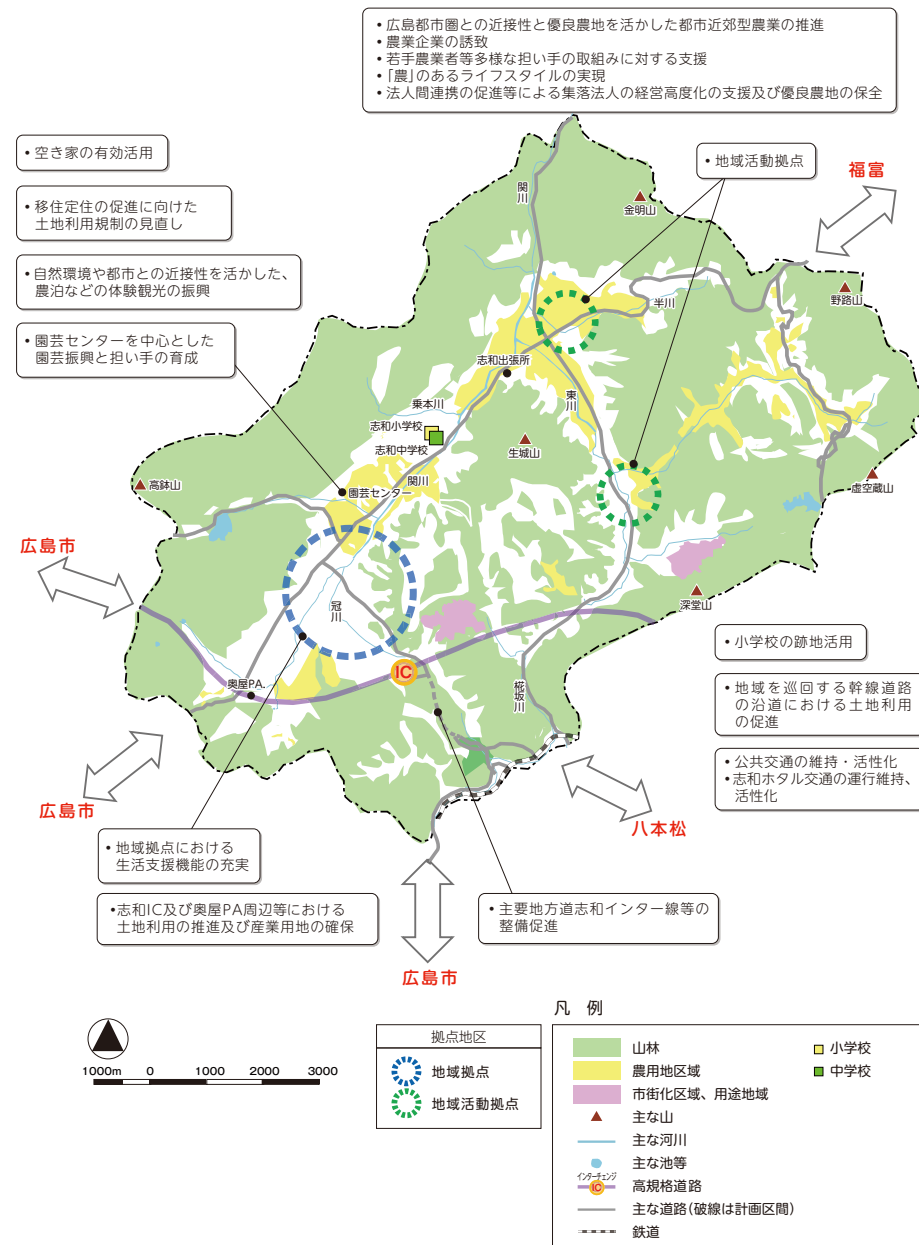 • 広島都市圏との近接性と優良農地を活かした都市近郊型農業の推進
• 農業企業の誘致
• 若手農業者等多様な担い手の取組みに対する支援
• 「農」のあるライフスタイルの実現
• 法人間連携の促進等による集落法人の経営高度化の支援及び優良農地の保全
• 空き家の有効活用
• 移住定住の促進に向けた
土地利用規制の見直し
• 自然環境や都市との近接性を活かした、
農泊などの体験観光の振興
• 園芸センターを中心とした
園芸振興と担い手の育成
• 地域活動拠点
福富
関川
金明山
野路山
半川
志和出張所
東川
乗本川
志和小学校
志和中学校
生城山
関川
園芸センター
高鉢山
虚空蔵山
広島市
深堂山
冠川
IC
奥屋PA.
椛坂川
• 小学校の跡地活用
• 地域を巡回する幹線道路
の沿道における土地利用
の促進
• 公共交通の維持・活性化
• 志和ホタル交通の運行維持、
活性化
広島市
八本松
• 地域拠点における
生活支援機能の充実
• 志和IC及び奥屋PA周辺等における
土地利用の推進及び産業用地の確保
• 主要地方道志和インター線等の
整備促進
広島市
1000m 0 1000 2000 3000
拠点地区
地域拠点
地域活動拠点
凡 例
山林
農用地区域
市街化区域、用途地域
主な山
主な河川
主な池等
インターチェンジ
IC
高規格道路
主な道路(破線は計画区間)
鉄道
小学校
中学校